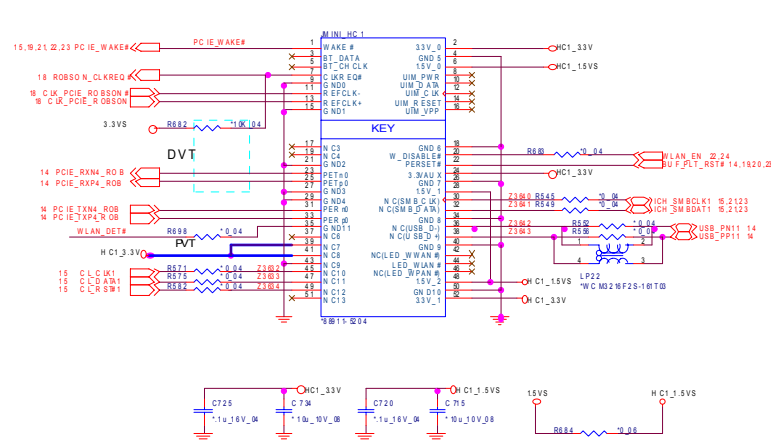 MINI_HC1
15,19,21,22,23 PCIE_WAKE#
PCIE_WAKE#
1 WAKE# 3.3V_0 2
HC1_3.3V
3 BT_DATA GND5 4
5 BT_CHCLK 1.5V_0 6
HC1_1.5VS
18 ROBSON_CLKREQ#
7 CLKREQ# UIM_PWR 8
9 GND0 UIM_DATA 10
18 CLK_PCIE_ROBSON#
11 REFCLK- UIM_CLK 12
18 CLK_PCIE_ROBSON
13 REFCLK+ UIM_RESET 14
15 GND1 UIM_VPP 16
3.3VS
R682 *10K_04
KEY
DVT
17 NC3 GND6 18
19 NC4 W_DISABLE# 20
R683 *0_04
WLAN_EN 22,24
21 GND2 PERSET# 22
BUF_PLT_RST# 14,19,20,23
14 PCIE_RXN4_ROB
23 PETn0 3.3VAUX 24
HC1_3.3V
14 PCIE_RXP4_ROB
25 PETp0 GND7 26
27 GND3 1.5V_1 28
29 GND4 NC(SMB_CLK) 30
Z3640 R545 *0_04
ICH_SMBCLK1 15,21,23
14 PCIETXN4_ROB
31 PERn0 NC(SMB_DATA) 32
Z3641 R549 *0_04
ICH_SMBDAT1 15,21,23
14 PCIE_TXP4_ROB
33 PERp0 GND8 34
35 GND11 NC(USB_D-) 36
Z3642 R552 *0_04
USB_PN11 14
WLAN_DET#
R698 *0_04
37 NC6 NC(USB_D+) 38
Z3643 R556 *0_04
USB_PP11 14
PVT
39 NC7 GND9 40
1 2
HC1_3.3V
41 NC8 NC(LED_WWAN#) 42
43 NC9 LED_WLAN# 44
4 3
15 CL_CLK1
R571 *0_04 Z3632
45 NC10 NC(LED_WPAN#) 46
15 CL_DATA1
R575 *0_04 Z3633
47 NC11 1.5V_2 48
HC1_1.5VS
LP22
15 CL_RST#1
R582 *0_04 Z3634
49 NC12 GND10 50
*WCM3216F2S-161T03
51 NC13 3.3V_1 52
HC1_3.3V
*88911-5204
HC1_3.3V
HC1_1.5VS
1.5VS
HC1_1.5VS
C725
*.1u_16V_04
C734
*10u_10V_08
C720
*.1u_16V_04
C715
*10u_10V_08
R684 *0_06